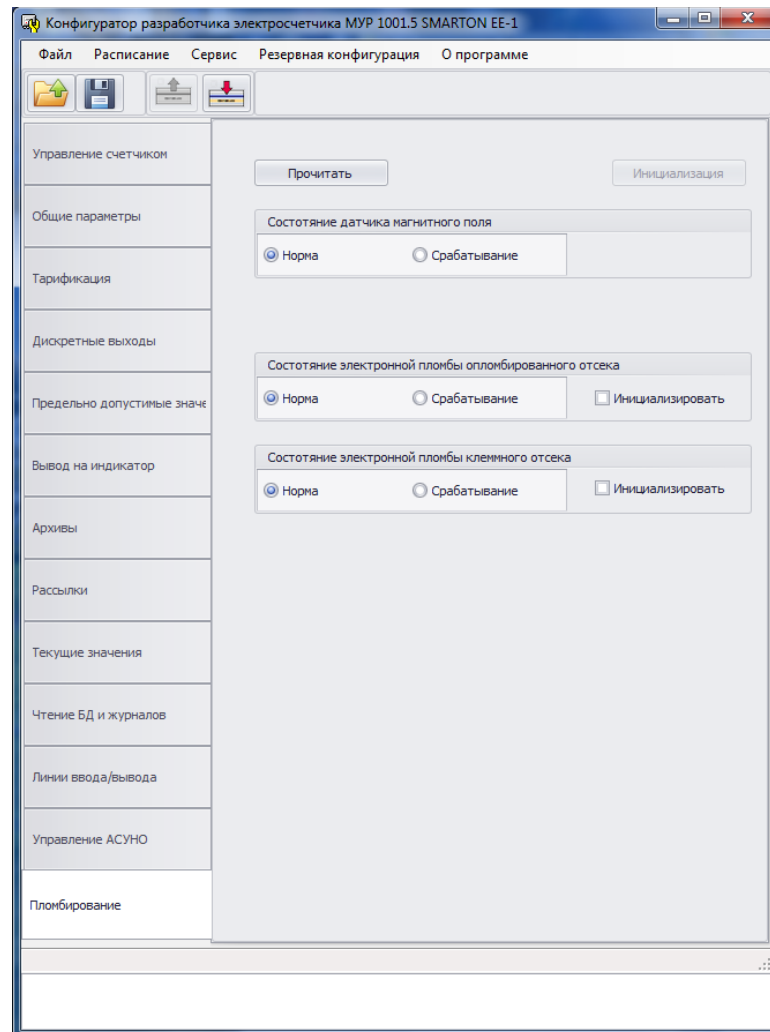 Конфигуратор разработчика электросчетчика МУР 1001.5 SMARTON EE-1
Файл Расписание Сервис Резервная конфигурация О программе
Управление счетчиком
Общие параметры
Тарификация
Дискретные выходы
Предельно допустимые значе
Вывод на индикатор
Архивы
Рассылки
Текущие значения
Чтение БД и журналов
Линии ввода/вывода
Управление АСУНО
Пломбирование
Прочитать Инициализация
Состояние датчика магнитного поля
Норма Срабатывание
Состояние электронной пломбы опломбированного отсека
Норма Срабатывание Инициализировать
Состояние электронной пломбы клеммного отсека
Норма Срабатывание Инициализировать